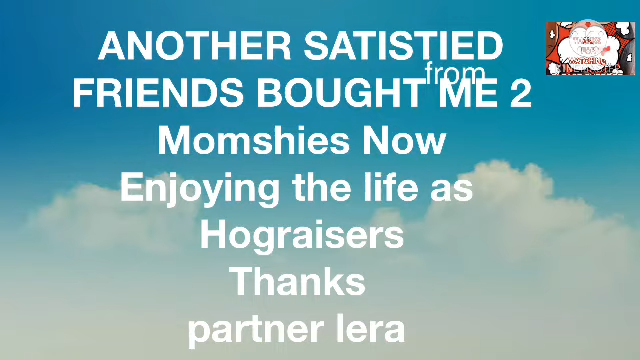 ANOTHER SATISTIED
from
FRIENDS BOUGHT ME 2
Momshies Now
Enjoying the life as
Hograisers
Thanks
partner lera